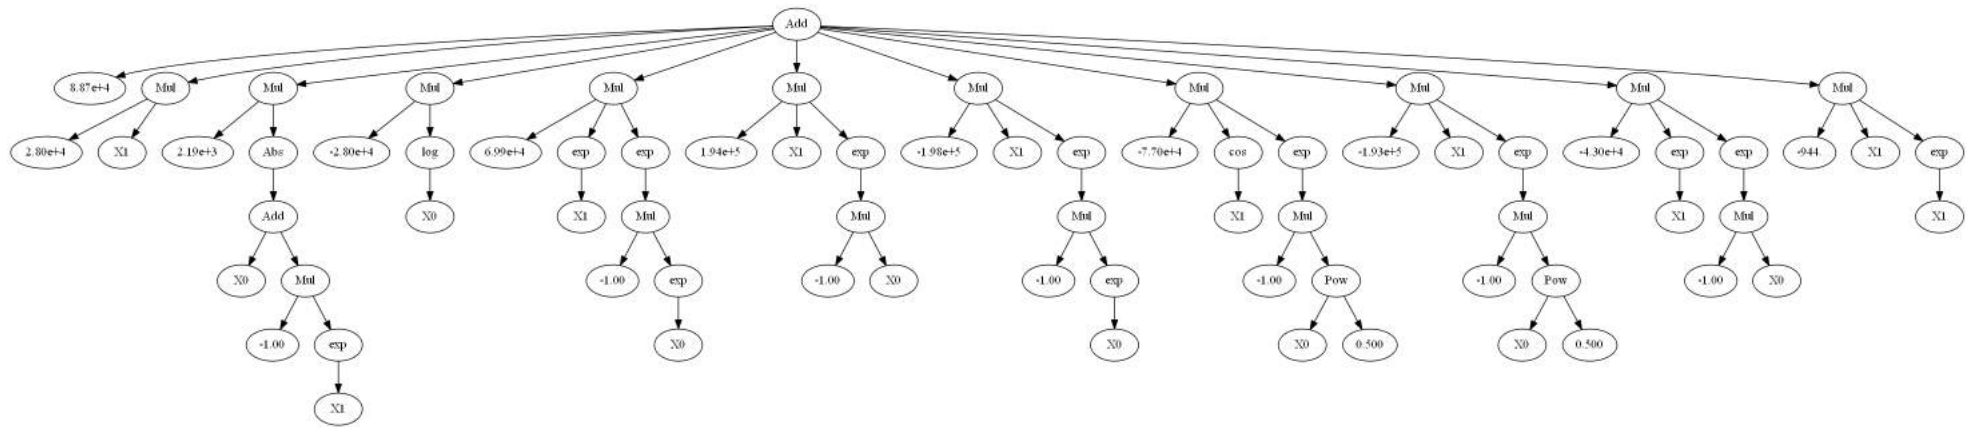 Add
8.87e+4 Mul Mul Mul Mul Mul Mul Mul Mul Mul Mul
2.80e+4 X1 2.19e+3 Abs -2.80e+4 log 6.99e+4 exp exp 1.94e+5 X1 exp -1.98e+5 X1 exp -7.70e+4 cos exp -1.93e+5 X1 exp -4.30e+4 exp exp -944. X1 exp
Add X0 X1 Mul Mul Mul X1 Mul Mul X1 Mul X1
X0 Mul -1.00 exp -1.00 X0 -1.00 exp -1.00 Pow -1.00 Pow -1.00 X0
-1.00 exp X0 X0 X0 0.500 X0 0.500
X1